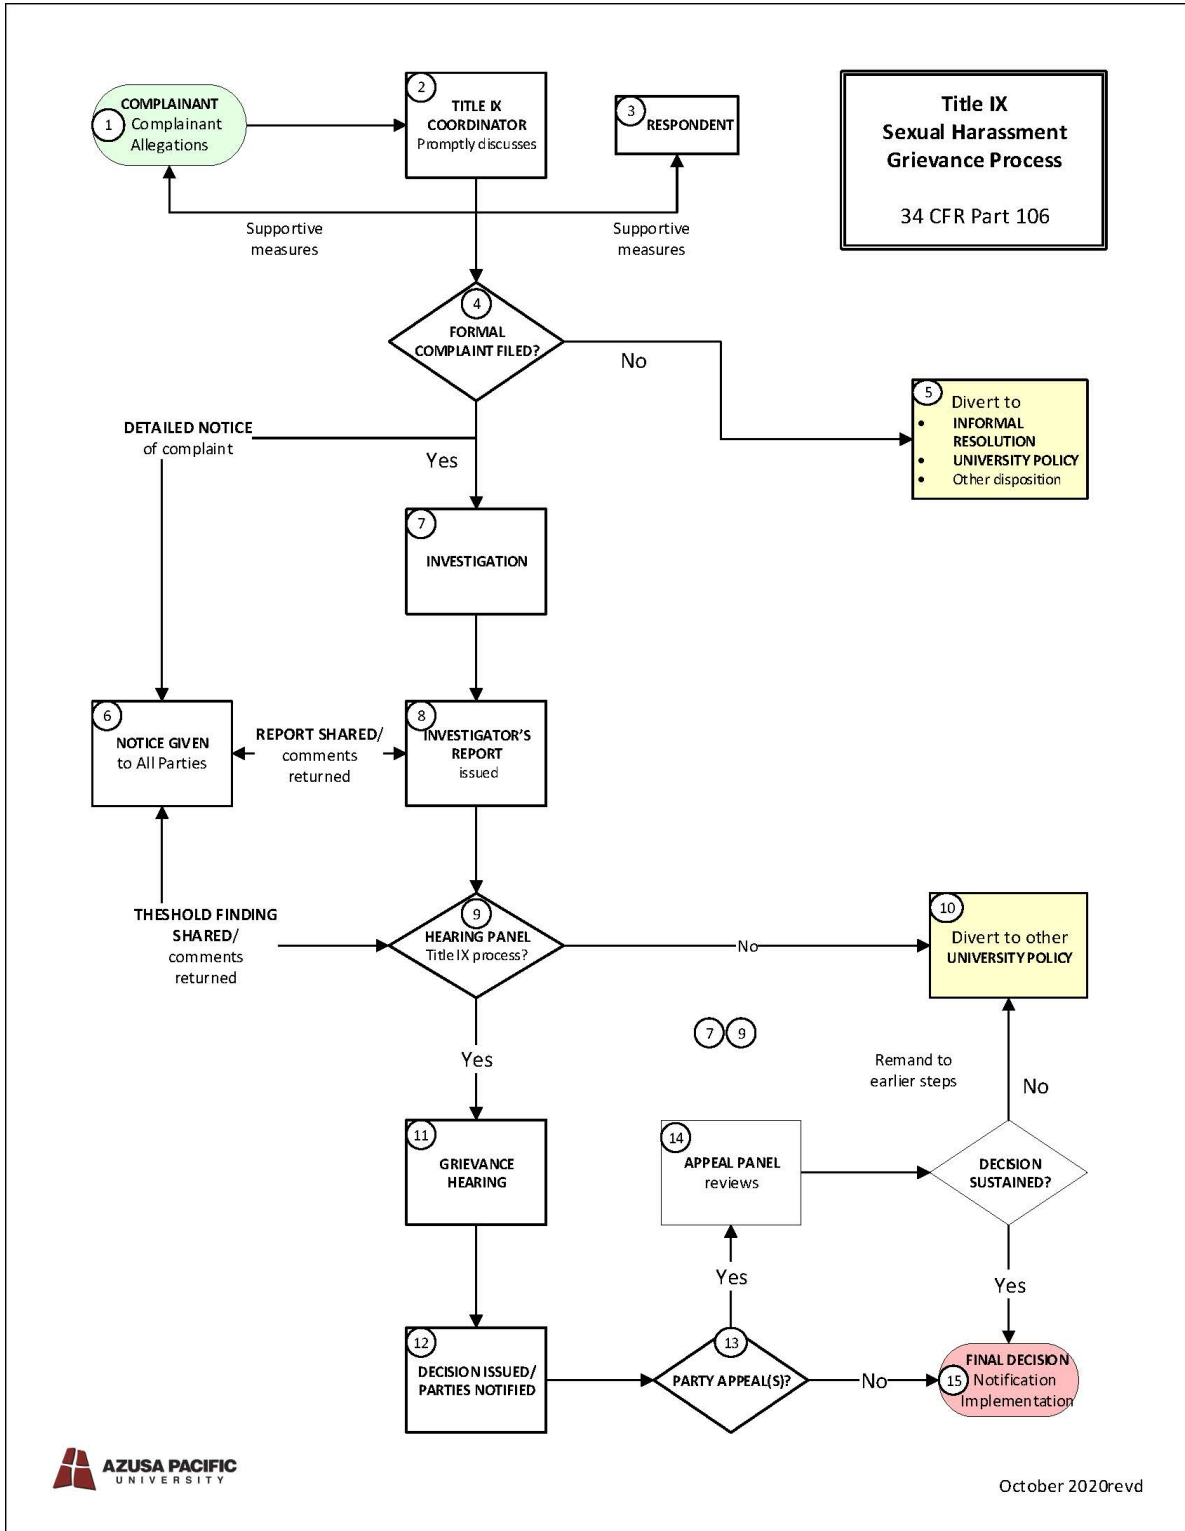 COMPLAINANT
1 Complainant
Allegations
2
TITLE IX
COORDINATOR
Promptly discusses
3 RESPONDENT
Title IX
Sexual Harassment
Grievance Process
34 CFR Part 106
Supportive
measures
Supportive
measures
4
FORMAL
COMPLAINT FILED?
No
5
Divert to
• INFORMAL
RESOLUTION
• UNIVERSITY POLICY
• Other disposition
DETAILED NOTICE
of complaint
Yes
7
INVESTIGATION
6
NOTICE GIVEN
to All Parties
REPORT SHARED/
comments
returned
8
INVESTIGATOR'S
REPORT
issued
THESHOLD FINDING
SHARED/
comments
returned
9
HEARING PANEL
Title IX process?
No
10
Divert to other
UNIVERSITY POLICY
7 9
Yes
Remand to
earlier steps
No
11
GRIEVANCE
HEARING
14
APPEAL PANEL
reviews
DECISION
SUSTAINED?
Yes
Yes
12
DECISION ISSUED/
PARTIES NOTIFIED
13
PARTY APPEAL(S)?
No
FINAL DECISION
15 Notification
Implementation
AZUSA PACIFIC
UNIVERSITY
October 2020revd